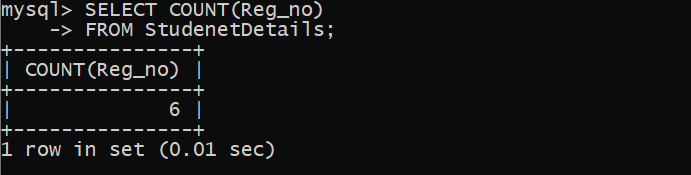 mysql> SELECT COUNT(Reg_no)
    -> FROM StudenetDetails;
+---------------+
| COUNT(Reg_no) |
+---------------+
|             6 |
+---------------+
1 row in set (0.01 sec)